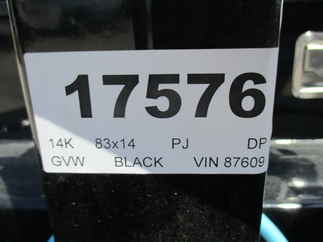 17576
14K 83x14 PJ DP
GVW BLACK VIN 87609